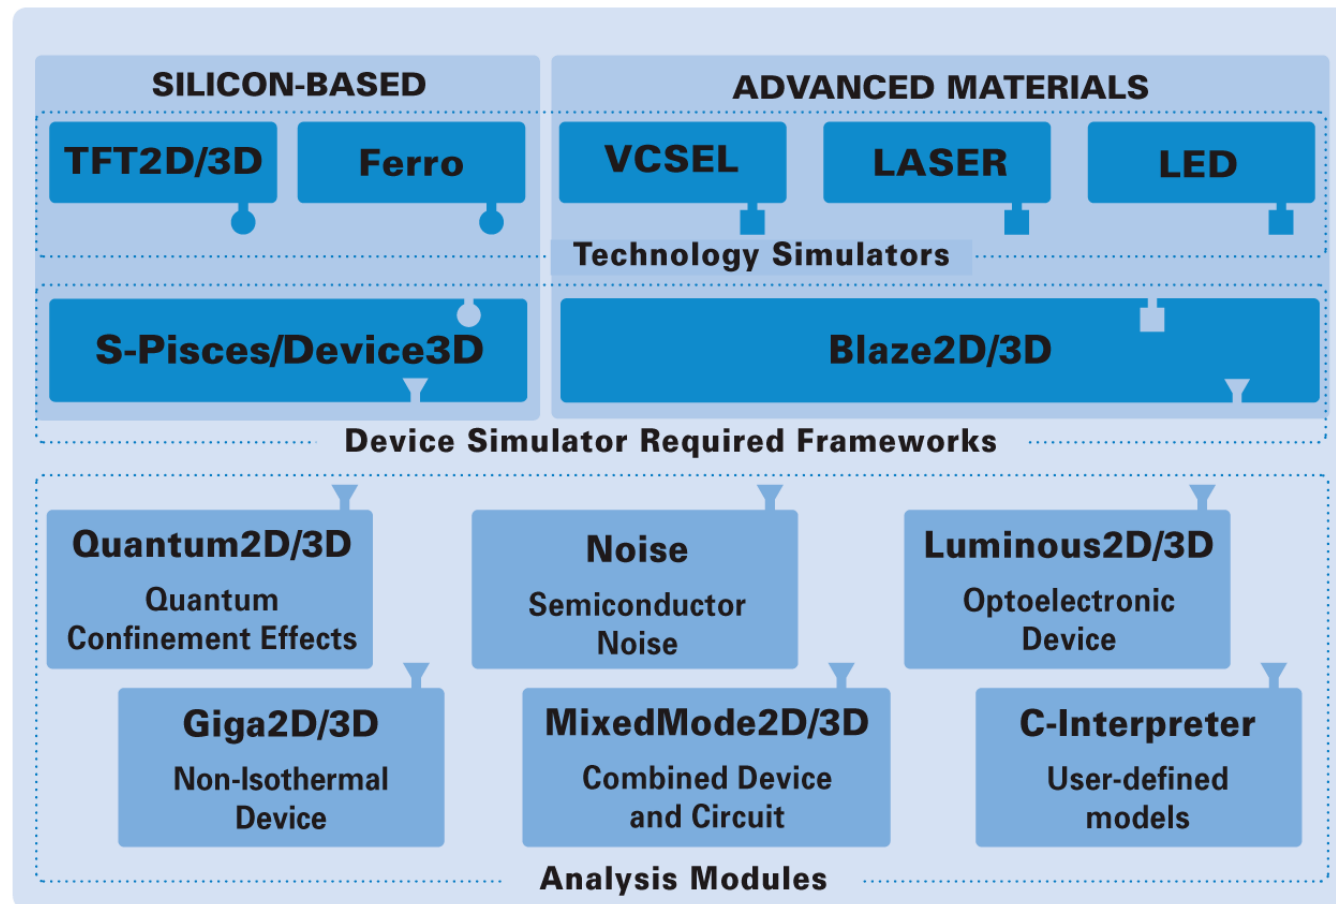 SILICON-BASED
ADVANCED MATERIALS
TFT2D/3D
Ferro
VCSEL
LASER
LED
Technology Simulators
S-Pisces/Device3D
Blaze2D/3D
Device Simulator Required Frameworks
Quantum2D/3D
Quantum
Confinement Effects
Noise
Semiconductor
Noise
Luminous2D/3D
Optoelectronic
Device
Giga2D/3D
Non-Isothermal
Device
MixedMode2D/3D
Combined Device
and Circuit
C-Interpreter
User-defined
models
Analysis Modules